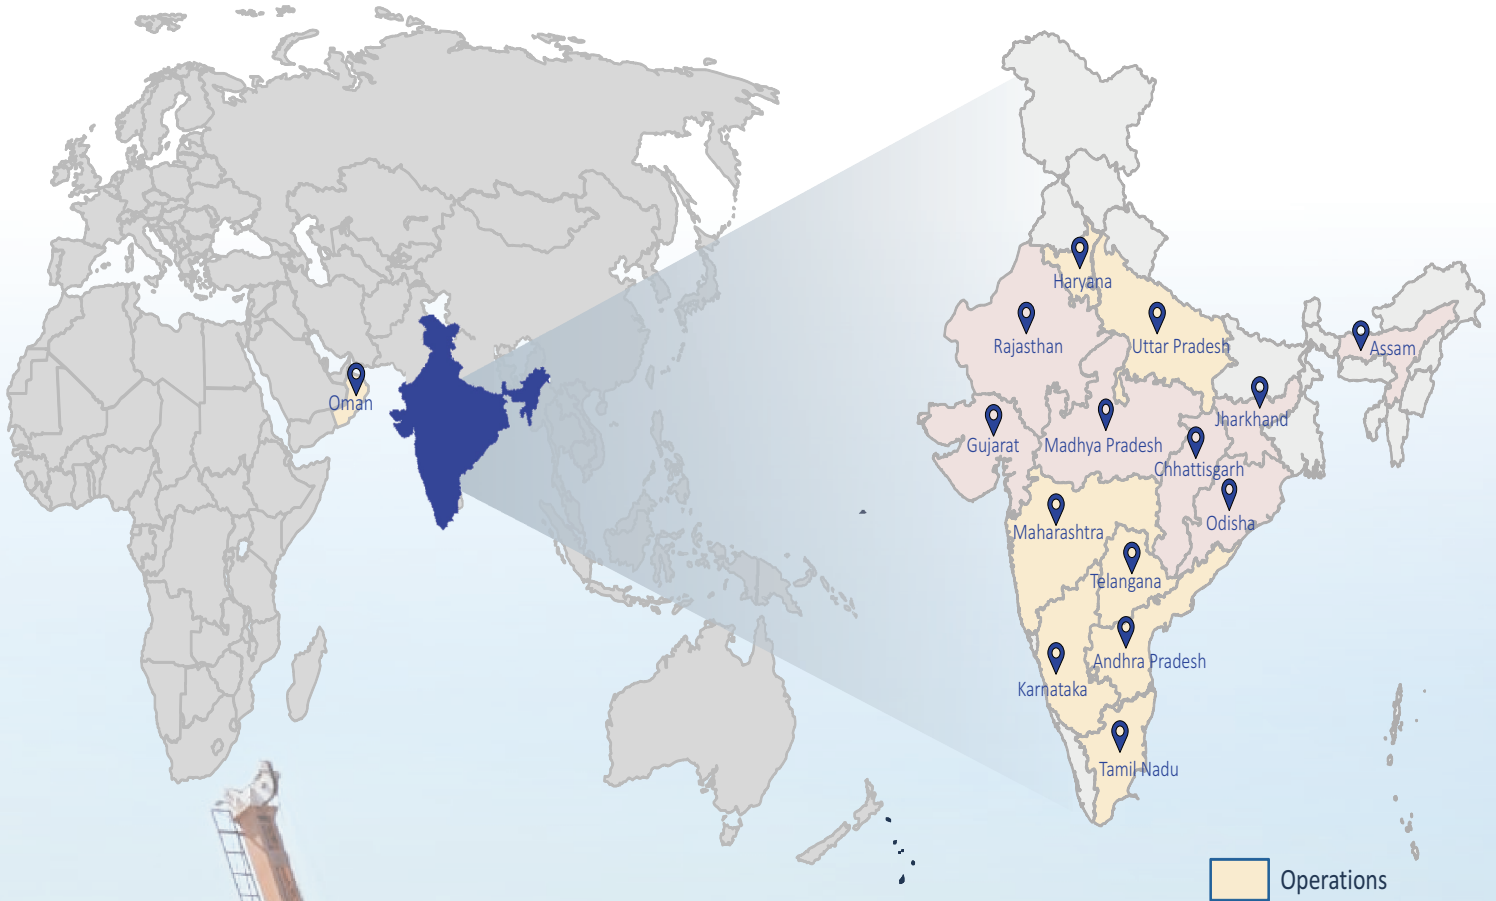 Haryana
Rajasthan
Uttar Pradesh
Assam
Oman
Jharkhand
Gujarat
Madhya Pradesh
Chhattisgarh
Odisha
Maharashtra
Telangana
Andhra Pradesh
Karnataka
Tamil Nadu
Operations